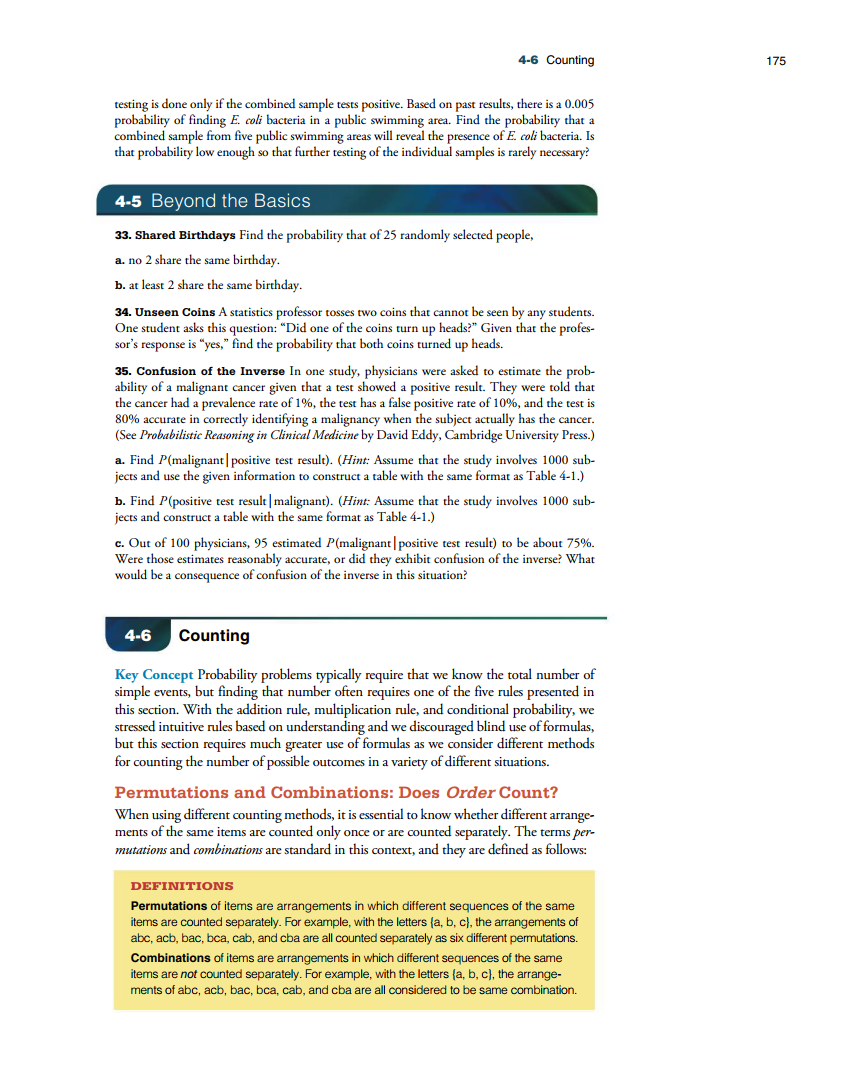 4-6 Counting 175
testing is done only if the combined sample tests positive. Based on past results, there is a 0.005
probability of finding E. coli bacteria in a public swimming area. Find the probability that a
combined sample from five public swimming areas will reveal the presence of E. coli bacteria. Is
that probability low enough so that further testing of the individual samples is rarely necessary?
4-5 Beyond the Basics
33. Shared Birthdays Find the probability that of 25 randomly selected people,
a. no 2 share the same birthday.
b. at least 2 share the same birthday.
34. Unseen Coins A statistics professor tosses two coins that cannot be seen by any students.
One student asks this question: “Did one of the coins turn up heads?” Given that the profes-
sor’s response is “yes,” find the probability that both coins turned up heads.
35. Confusion of the Inverse In one study, physicians were asked to estimate the prob-
ability of a malignant cancer given that a test showed a positive result. They were told that
the cancer had a prevalence rate of 1%, the test has a false positive rate of 10%, and the test is
80% accurate in correctly identifying a malignancy when the subject actually has the cancer.
(See Probabilistic Reasoning in Clinical Medicine by David Eddy, Cambridge University Press.)
a. Find P(malignant|positive test result). (Hint: Assume that the study involves 1000 sub-
jects and use the given information to construct a table with the same format as Table 4-1.)
b. Find P(positive test result|malignant). (Hint: Assume that the study involves 1000 sub-
jects and construct a table with the same format as Table 4-1.)
c. Out of 100 physicians, 95 estimated P(malignant|positive test result) to be about 75%.
Were those estimates reasonably accurate, or did they exhibit confusion of the inverse? What
would be a consequence of confusion of the inverse in this situation?
4-6 Counting
Key Concept Probability problems typically require that we know the total number of
simple events, but finding that number often requires one of the five rules presented in
this section. With the addition rule, multiplication rule, and conditional probability, we
stressed intuitive rules based on understanding and we discouraged blind use of formulas,
but this section requires much greater use of formulas as we consider different methods
for counting the number of possible outcomes in a variety of different situations.
Permutations and Combinations: Does Order Count?
When using different counting methods, it is essential to know whether different arrange-
ments of the same items are counted only once or are counted separately. The terms per-
mutations and combinations are standard in this context, and they are defined as follows:
DEFINITIONS
Permutations of items are arrangements in which different sequences of the same
items are counted separately. For example, with the letters {a, b, c}, the arrangements of
abc, acb, bac, bca, cab, and cba are all counted separately as six different permutations.
Combinations of items are arrangements in which different sequences of the same
items are not counted separately. For example, with the letters {a, b, c}, the arrange-
ments of abc, acb, bac, bca, cab, and cba are all considered to be same combination.